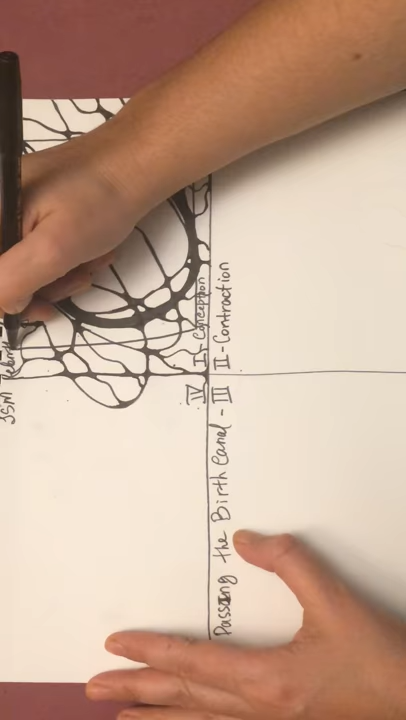 IV I - Conception
Passing the Birth Canal - III II - Contraction